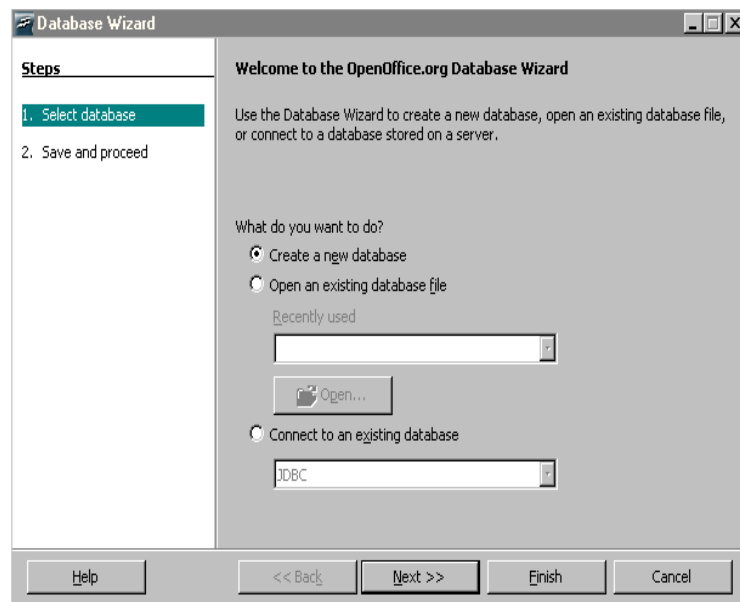 Database Wizard
Steps
1. Select database
2. Save and proceed
Welcome to the OpenOffice.org Database Wizard
Use the Database Wizard to create a new database, open an existing database file,
or connect to a database stored on a server.
What do you want to do?
Create a new database
Open an existing database file
Recently used
Open...
Connect to an existing database
JDBC
Help
<< Back
Next >>
Finish
Cancel